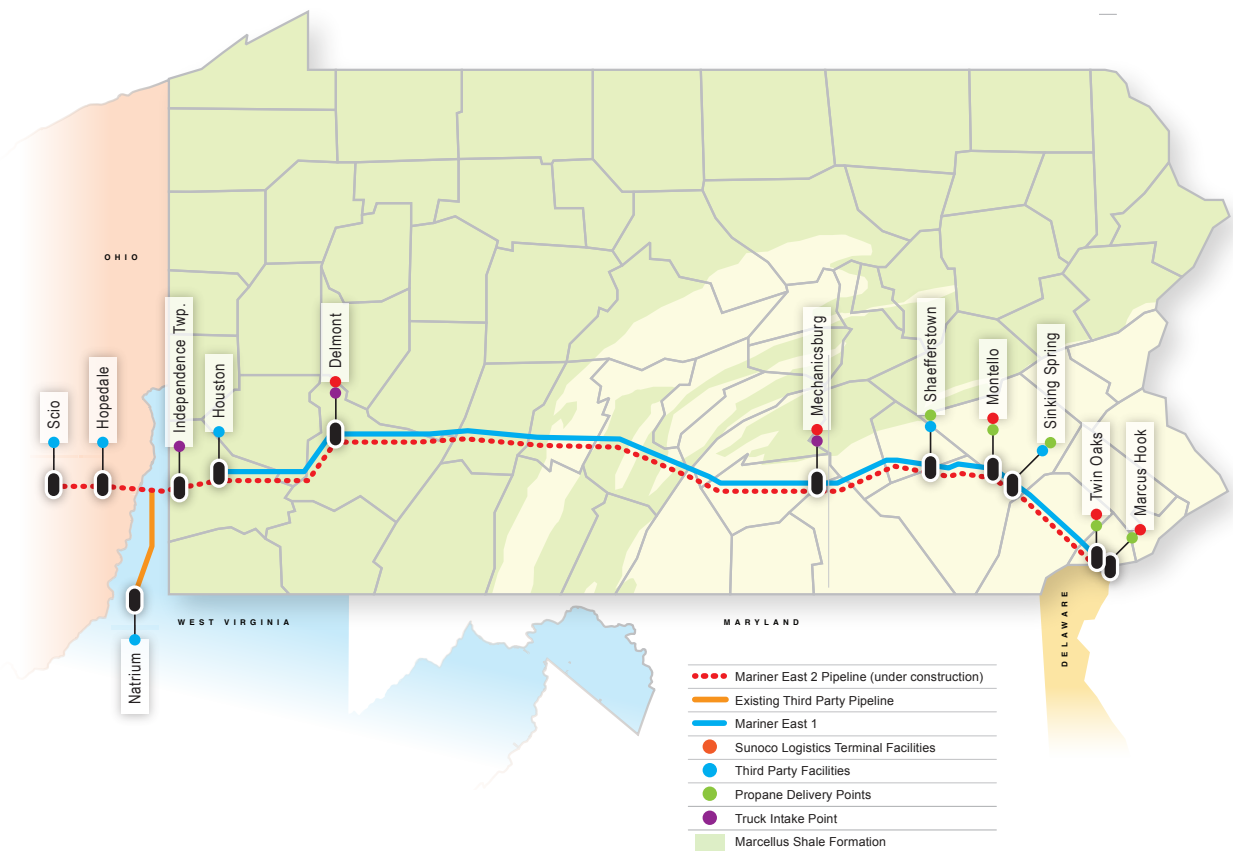 OHIO
Scio
Hopedale
Independence Twp.
Houston
Delmont
Mechanicsburg
Shaefferstown
Montello
Sinking Spring
Twin Oaks
Marcus Hook
Natrium
WEST VIRGINIA
MARYLAND
DELAWARE
Mariner East 2 Pipeline (under construction)
Existing Third Party Pipeline
Mariner East 1
Sunoco Logistics Terminal Facilities
Third Party Facilities
Propane Delivery Points
Truck Intake Point
Marcellus Shale Formation